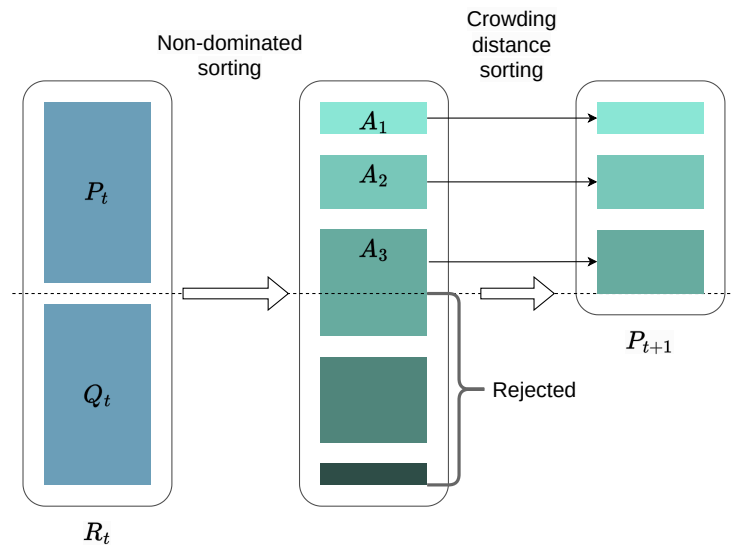 Non-dominated
sorting
Crowding
distance
sorting
P_t
Q_t
R_t
A_1
A_2
A_3
Rejected
P_{t+1}